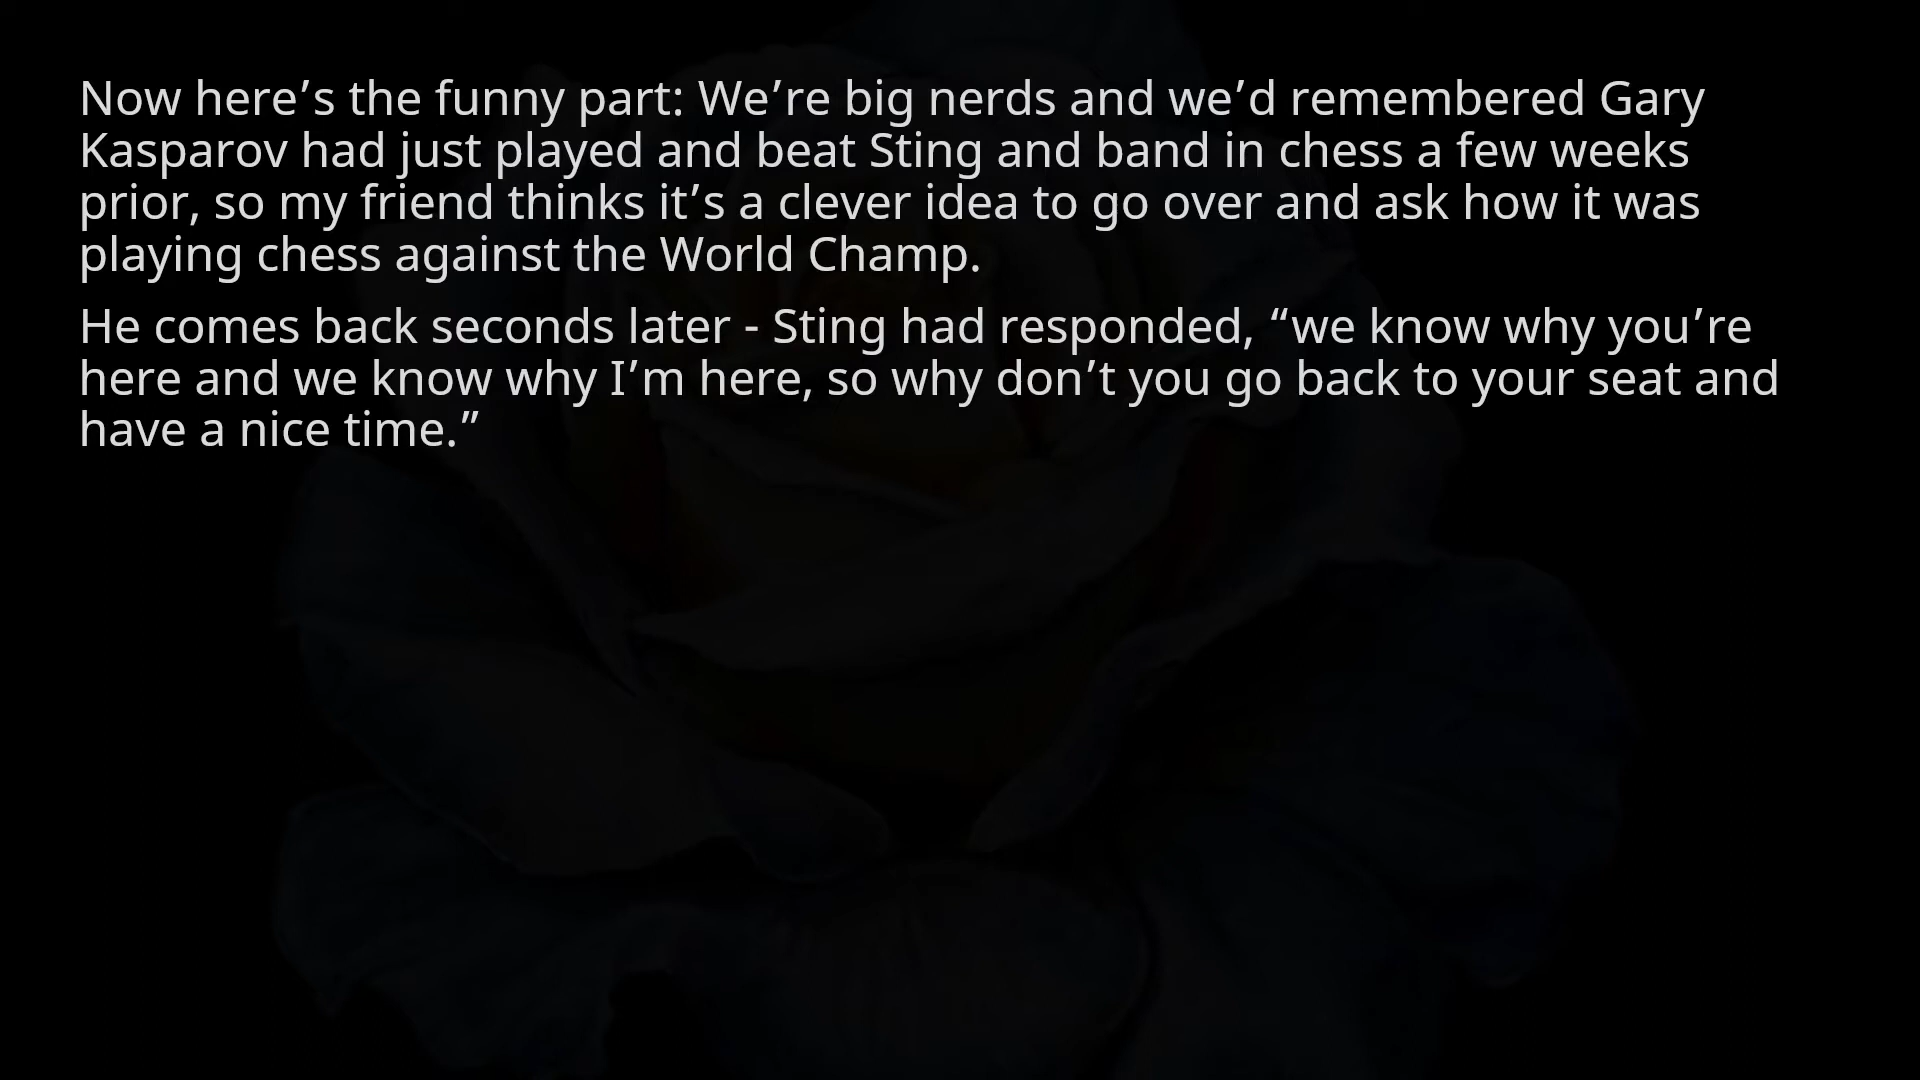 Now here’s the funny part: We’re big nerds and we’d remembered Gary
Kasparov had just played and beat Sting and band in chess a few weeks
prior, so my friend thinks it’s a clever idea to go over and ask how it was
playing chess against the World Champ.
He comes back seconds later - Sting had responded, “we know why you’re
here and we know why I’m here, so why don’t you go back to your seat and
have a nice time.”